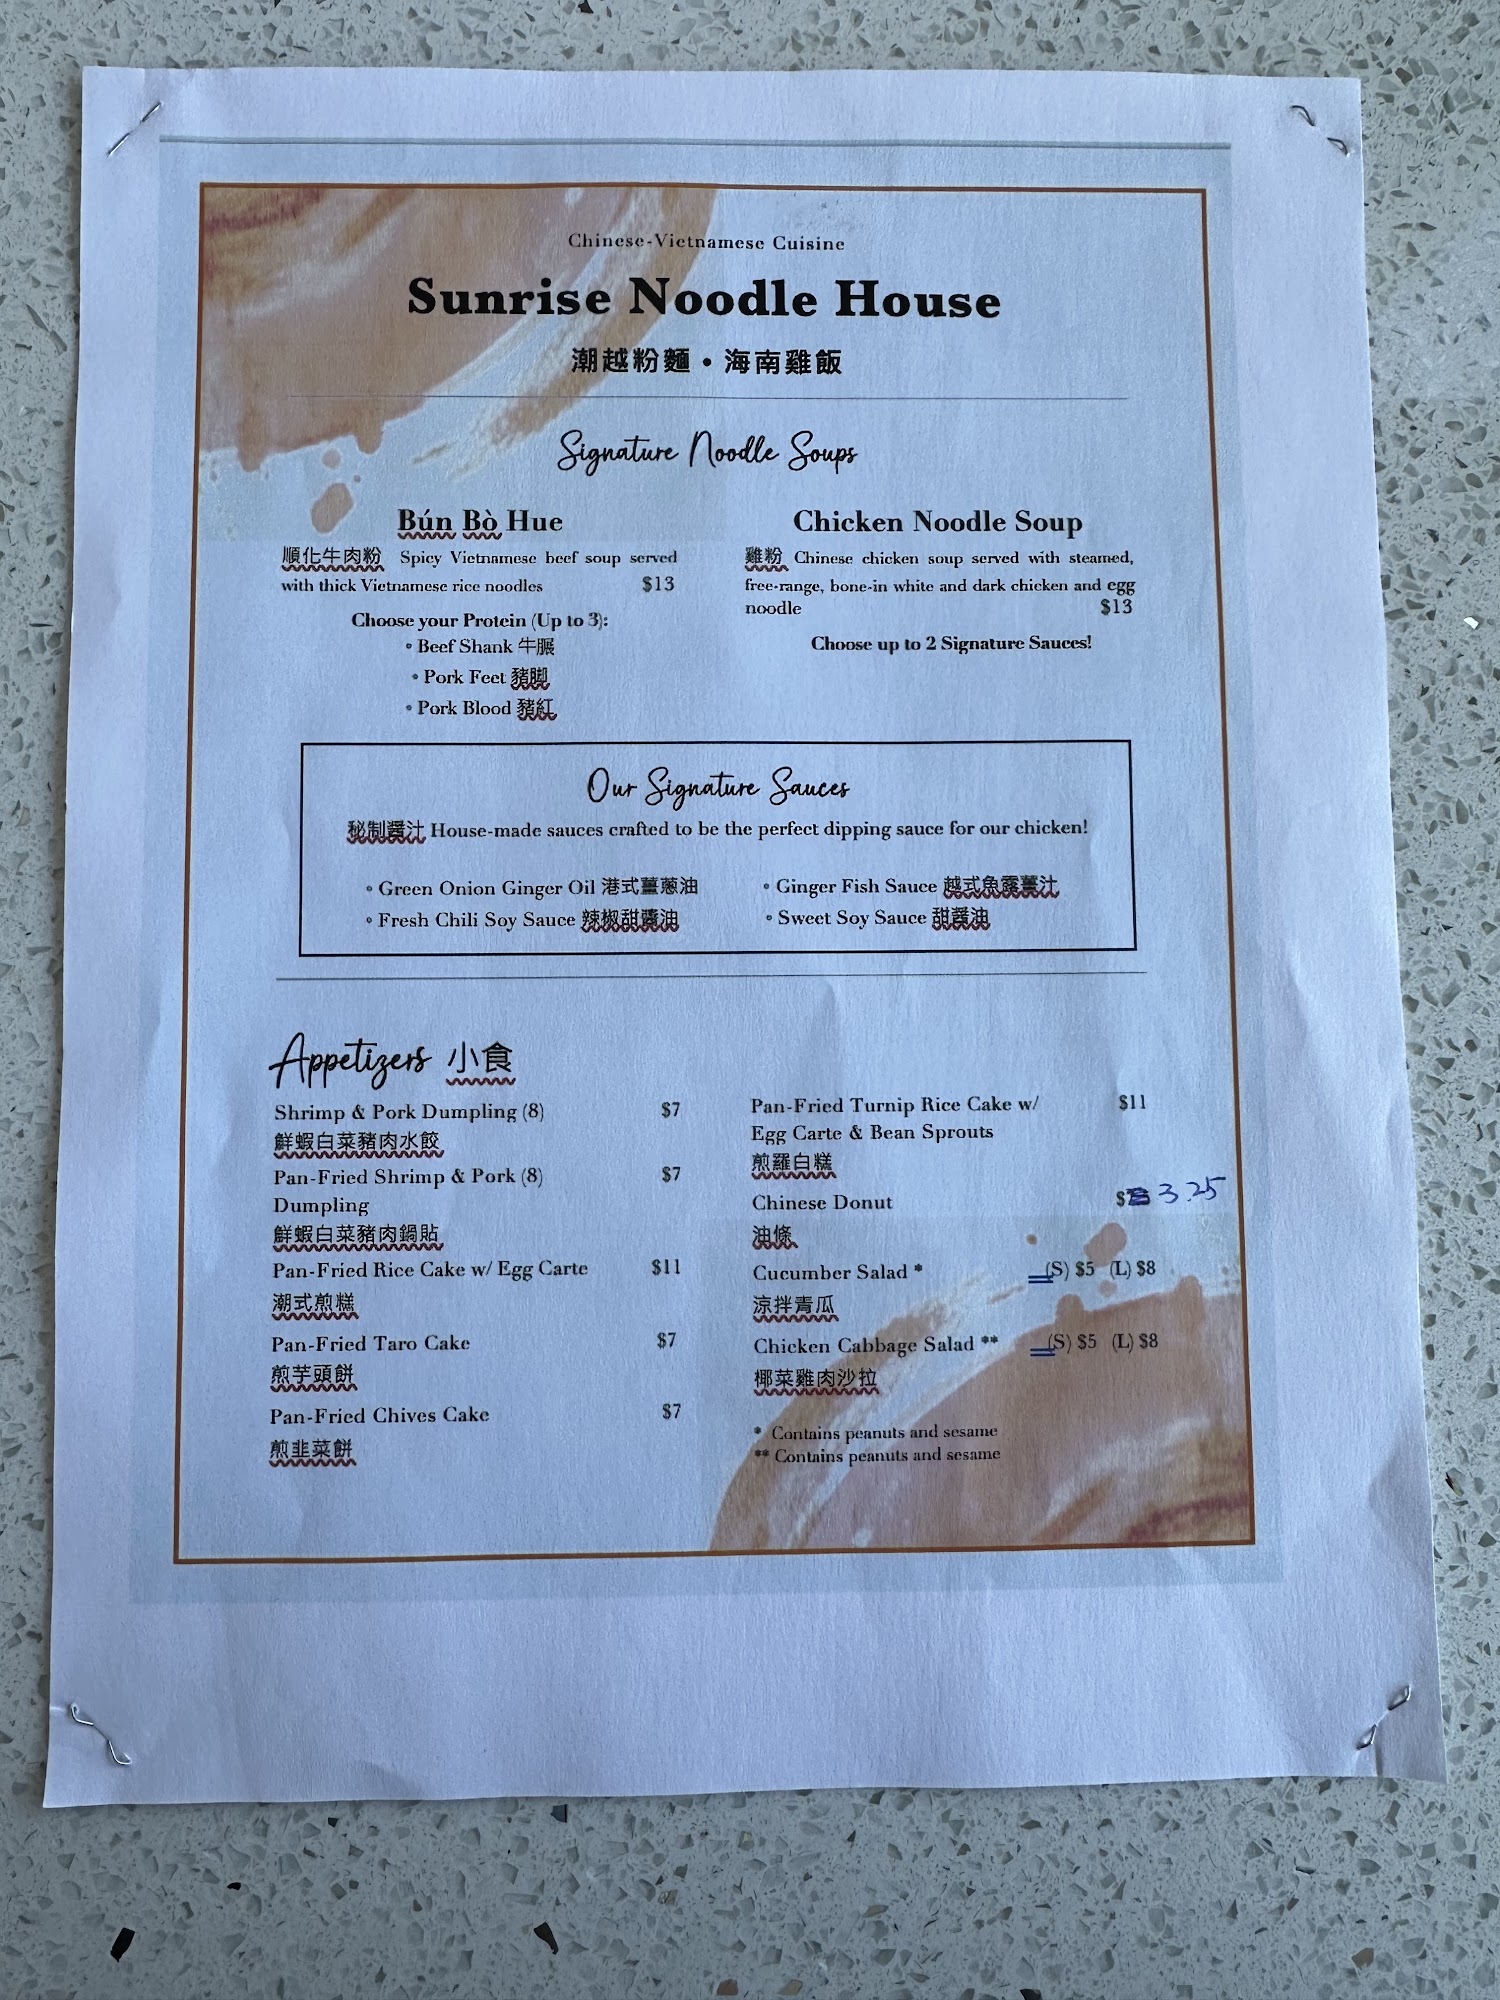 Chinese-Vietnamese Cuisine
Sunrise Noodle House
潮越粉麵•海南雞飯
Signature Noodle Soups
Bún Bò Hue
順化牛肉粉 Spicy Vietnamese beef soup served
with thick Vietnamese rice noodles $13
Choose your Protein (Up to 3):
• Beef Shank 牛𦟌
• Pork Feet 豬脚
• Pork Blood 豬紅
Chicken Noodle Soup
雞粉 Chinese chicken soup served with steamed,
free-range, bone-in white and dark chicken and egg
noodle $13
Choose up to 2 Signature Sauces!
Our Signature Sauces
秘制醬汁 House-made sauces crafted to be the perfect dipping sauce for our chicken!
• Green Onion Ginger Oil 港式薑葱油
• Fresh Chili Soy Sauce 辣椒甜醬油
• Ginger Fish Sauce 越式魚露薑汁
• Sweet Soy Sauce 甜醬油
Appetizers 小食
Shrimp & Pork Dumpling (8) $7
鮮蝦白菜豬肉水餃
Pan-Fried Shrimp & Pork (8) $7
Dumpling
鮮蝦白菜豬肉鍋貼
Pan-Fried Rice Cake w/ Egg Carte $11
潮式煎糕
Pan-Fried Taro Cake $7
煎芋頭餅
Pan-Fried Chives Cake $7
煎韭菜餅
Pan-Fried Turnip Rice Cake w/ $11
Egg Carte & Bean Sprouts
煎羅白糕
Chinese Donut $ 3.25
油條
Cucumber Salad * (S) $5 (L) $8
涼拌青瓜
Chicken Cabbage Salad ** (S) $5 (L) $8
椰菜雞肉沙拉
* Contains peanuts and sesame
** Contains peanuts and sesame